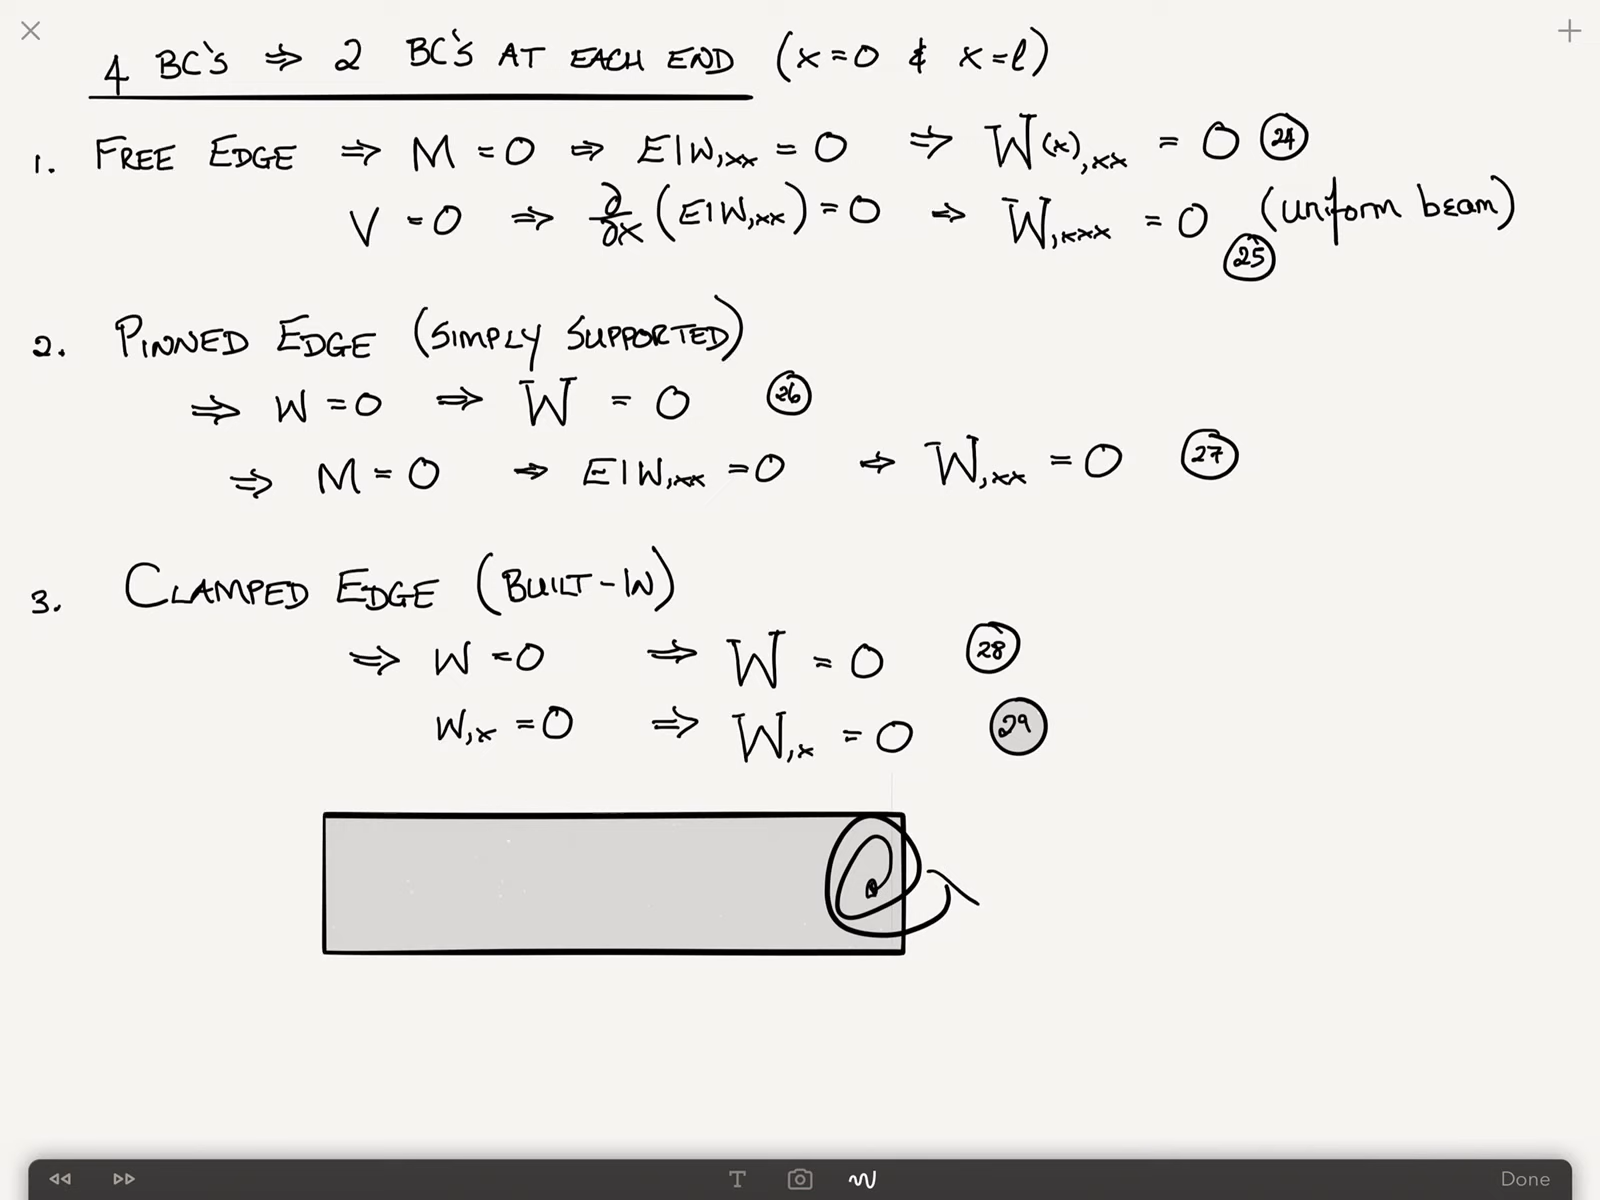 4 BC's ⇒ 2 BC's AT EACH END (x=0 & x=l)
1. FREE EDGE ⇒ M = 0 ⇒ EIW,xx = 0 ⇒ W(x),xx = 0 (24)
V = 0 ⇒ ∂/∂x (EIW,xx) = 0 ⇒ W,xxx = 0 (uniform beam)
(25)
2. PINNED EDGE (SIMPLY SUPPORTED)
⇒ W = 0 ⇒ W = 0 (26)
⇒ M = 0 ⇒ EIW,xx = 0 ⇒ W,xx = 0 (27)
3. CLAMPED EDGE (BUILT-IN)
⇒ W = 0 ⇒ W = 0 (28)
W,x = 0 ⇒ W,x = 0 (29)
T Done